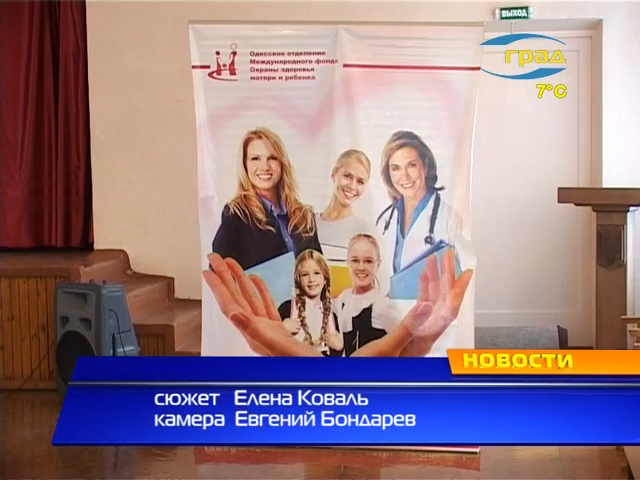 ВЫХОД
град
7°C
Одесское отделение
Международного фонда
Охраны здоровья
матери и ребенка
НОВОСТИ
сюжет Елена Коваль
камера Евгений Бондарев